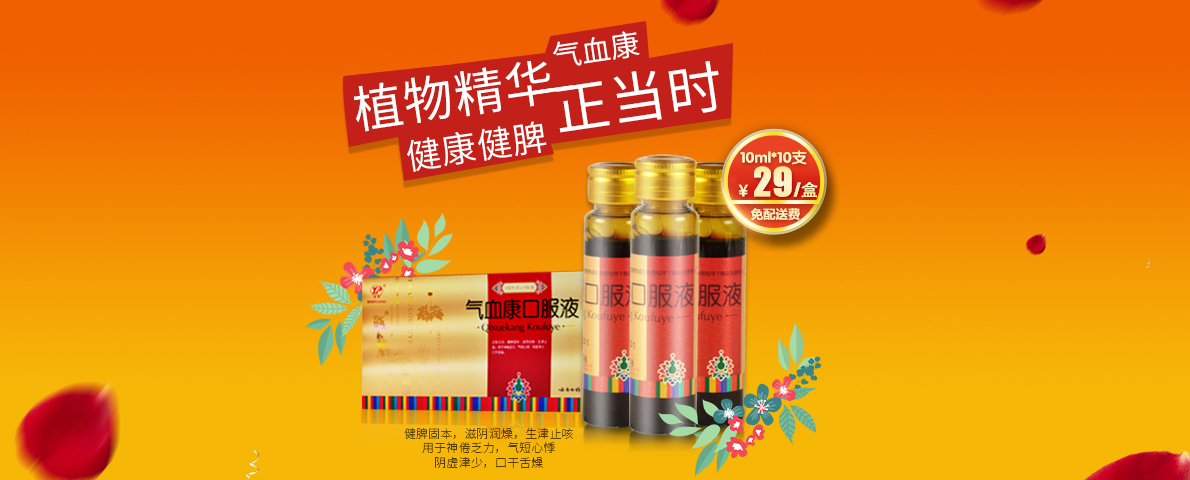 气血康
植物精华
正当时
健康健脾
10ml*10支
¥29/盒
免配送费
气血康口服液
Qixuekang Koufuye
口服液
Koufuye
服液
健脾固本，滋阴润燥，生津止咳
用于神倦乏力，气短心悸
阴虚津少，口干舌燥